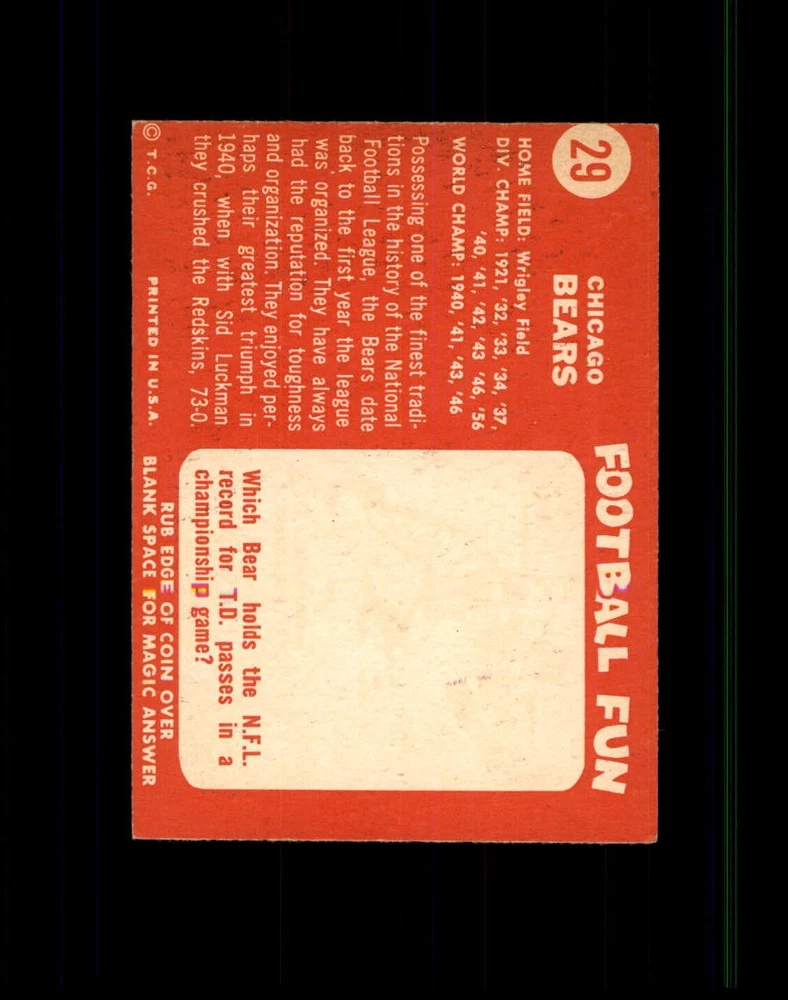 29
CHICAGO
BEARS
HOME FIELD: Wrigley Field
DIV. CHAMP: 1921, '32, '33, '34, '37,
'40, '41, '42, '43 '46, '56
WORLD CHAMP: 1940, '41, '43, '46
Possessing one of the finest tradi-
tions in the history of the National
Football League, the Bears date
back to the first year the league
was organized. They have always
had the reputation for toughness
and organization. They enjoyed per-
haps their greatest triumph in
1940, when with Sid Luckman
they crushed the Redskins, 73-0.
© T.C.G. PRINTED IN U.S.A.
FOOTBALL FUN
Which Bear holds the N.F.L.
record for T.D. passes in a
championship game?
RUB EDGE OF COIN OVER
BLANK SPACE FOR MAGIC ANSWER